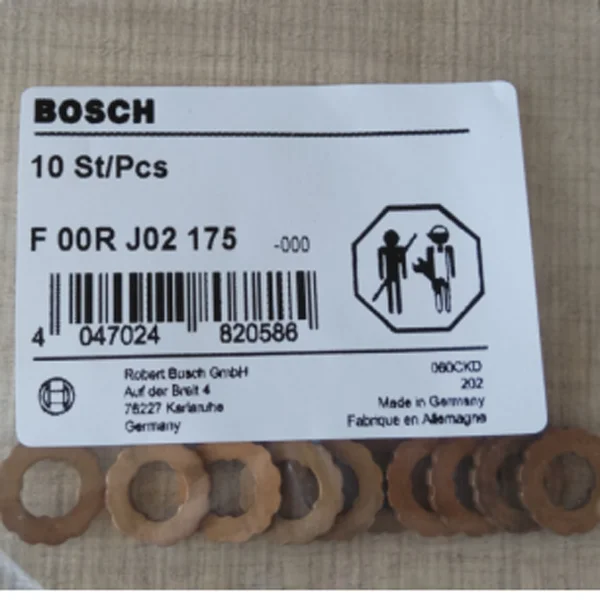 BOSCH
10 St/Pcs
F 00R J02 175 -000
4 047024 820586
Robert Bosch GmbH
Auf der Breit 4
76227 Karlsruhe
Germany
080CKD
202
Made in Germany
Fabrique en Allemagne